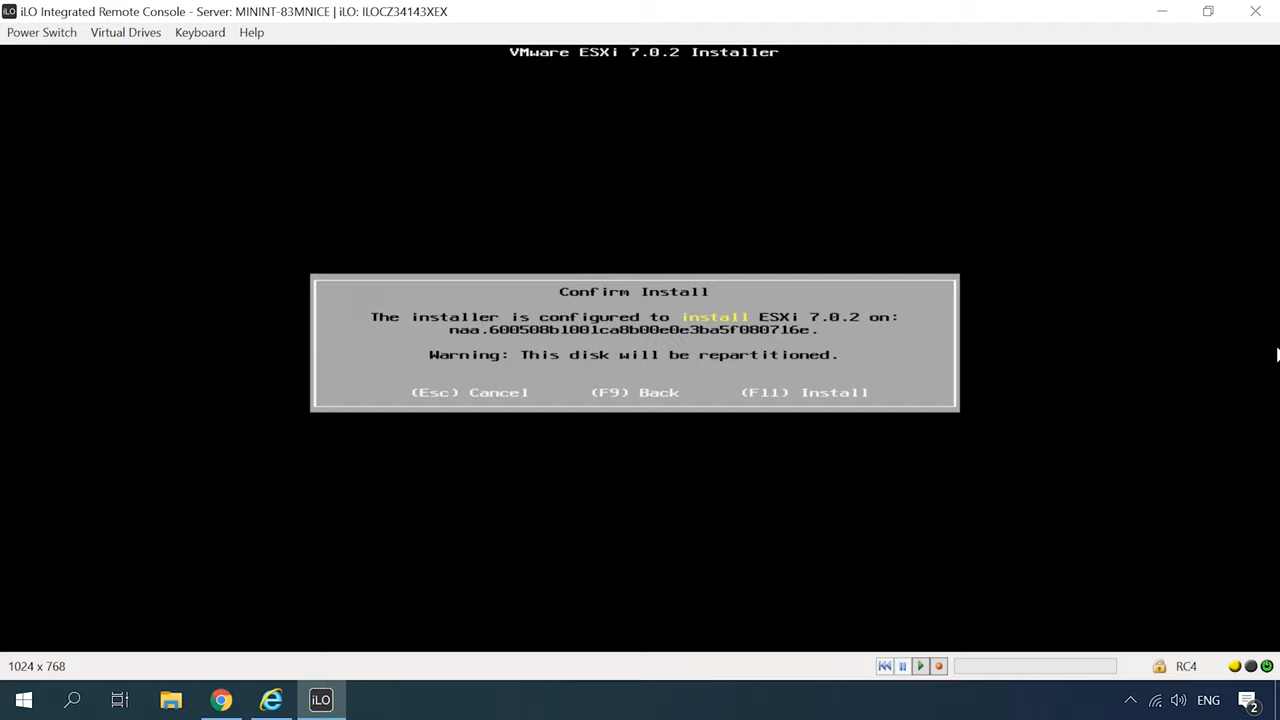 iLO Integrated Remote Console - Server: MININT-83MNICE | iLO: ILOCZ34143XEX
Power Switch Virtual Drives Keyboard Help
VMware ESXi 7.0.2 Installer
Confirm Install
The installer is configured to install ESXi 7.0.2 on:
naa.600508b1001ca8b00e0e3ba5f080716e.
Warning: This disk will be repartitioned.
(Esc) Cancel (F9) Back (F11) Install
1024 x 768 RC4
iLO ENG 2